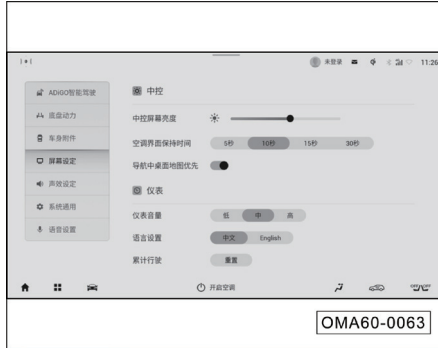 未登录 11:26
ADiGO智能驾驶
底盘动力
车身附件
屏幕设定
声效设定
系统通用
语音设置
中控
中控屏幕亮度
空调界面保持时间 5秒 10秒 15秒 30秒
导航中桌面地图优先
仪表
仪表音量 低 中 高
语言设置 中文 English
累计行驶 重置
开启空调
OFF OFF
OMA60-0063